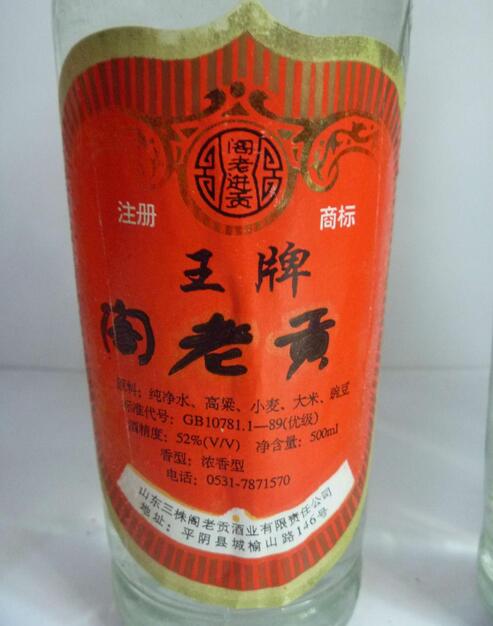 阁老进贡
注册 商标
王牌
阁老贡
原料：纯净水、高粱、小麦、大米、豌豆
标准代号：GB10781.1—89(优级)
酒精度：52%(V/V) 净含量：500ml
香型：浓香型
电话：0531-7871570
山东三株阁老贡酒业有限责任公司
地址：平阴县城榆山路146号